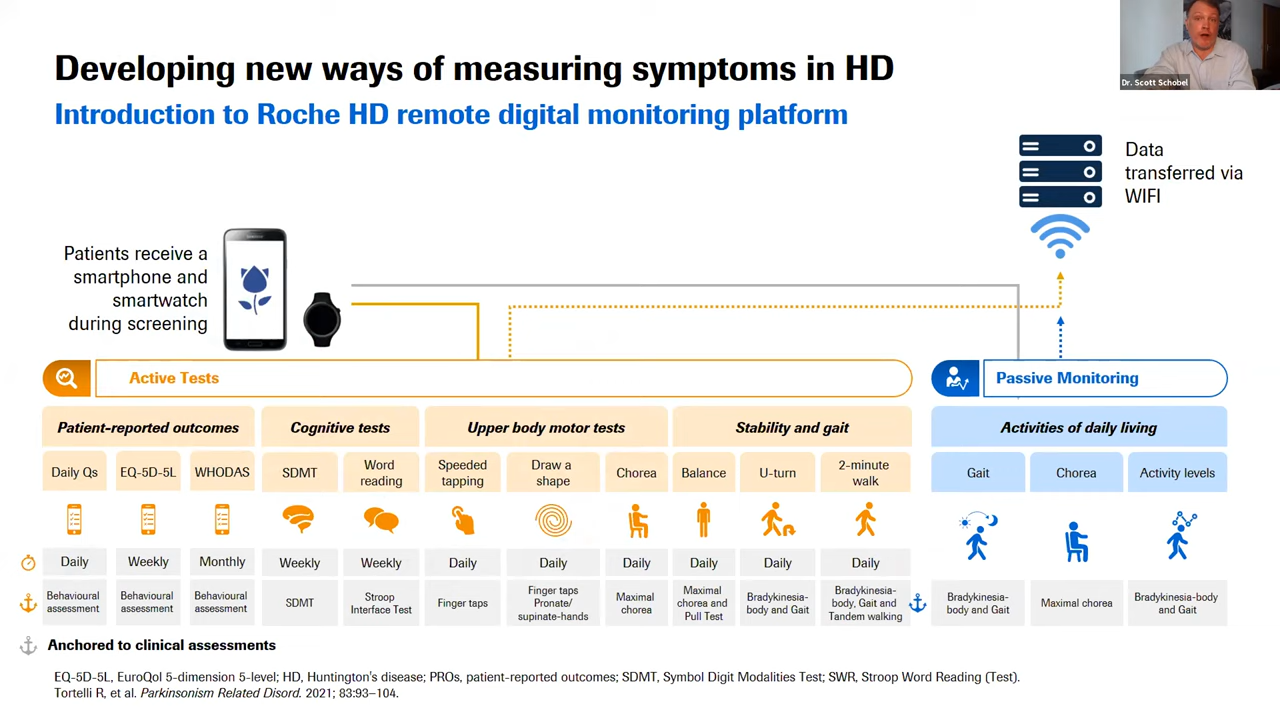 Developing new ways of measuring symptoms in HD
Introduction to Roche HD remote digital monitoring platform
Dr. Scott Schobel
Data
transferred via
WIFI
Patients receive a
smartphone and
smartwatch
during screening
Active Tests
Passive Monitoring
Patient-reported outcomes
Cognitive tests
Upper body motor tests
Stability and gait
Activities of daily living
Daily Qs
EQ-5D-5L
WHODAS
SDMT
Word
reading
Speeded
tapping
Draw a
shape
Chorea
Balance
U-turn
2-minute
walk
Gait
Chorea
Activity levels
Daily
Weekly
Monthly
Weekly
Weekly
Daily
Daily
Daily
Daily
Daily
Daily
Behavioural
assessment
Behavioural
assessment
Behavioural
assessment
SDMT
Stroop
Interface Test
Finger taps
Finger taps
Pronate/
supinate-hands
Maximal
chorea
Maximal
chorea and
Pull Test
Bradykinesia-
body and Gait
Bradykinesia-
body, Gait and
Tandem walking
Bradykinesia-
body and Gait
Maximal chorea
Bradykinesia-body
and Gait
Anchored to clinical assessments
EQ-5D-5L, EuroQol 5-dimension 5-level; HD, Huntington's disease; PROs, patient-reported outcomes; SDMT, Symbol Digit Modalities Test; SWR, Stroop Word Reading (Test).
Tortelli R, et al. Parkinsonism Related Disord. 2021; 83:93–104.